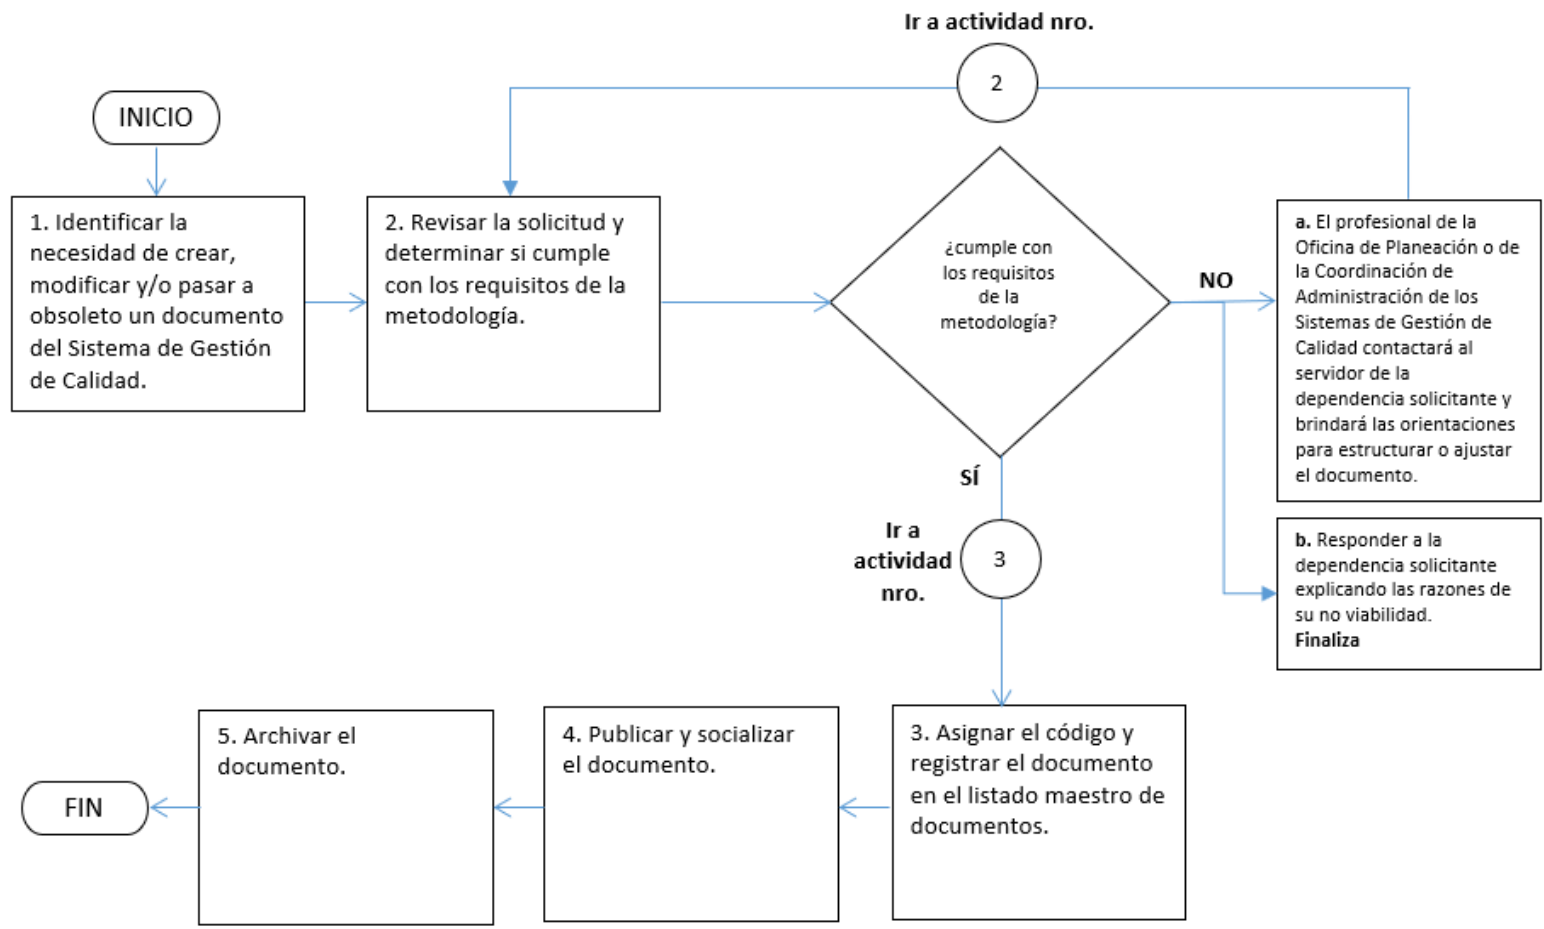 Ir a actividad nro.
2
INICIO
1. Identificar la
necesidad de crear,
modificar y/o pasar a
obsoleto un documento
del Sistema de Gestión
de Calidad.
2. Revisar la solicitud y
determinar si cumple
con los requisitos de la
metodología.
¿cumple con
los requisitos
de la
metodología?
NO
a. El profesional de la
Oficina de Planeación o de
la Coordinación de
Administración de los
Sistemas de Gestión de
Calidad contactará al
servidor de la
dependencia solicitante y
brindará las orientaciones
para estructurar o ajustar
el documento.
SÍ
Ir a
actividad
nro.
3
b. Responder a la
dependencia solicitante
explicando las razones de
su no viabilidad.
Finaliza
3. Asignar el código y
registrar el documento
en el listado maestro de
documentos.
4. Publicar y socializar
el documento.
5. Archivar el
documento.
FIN